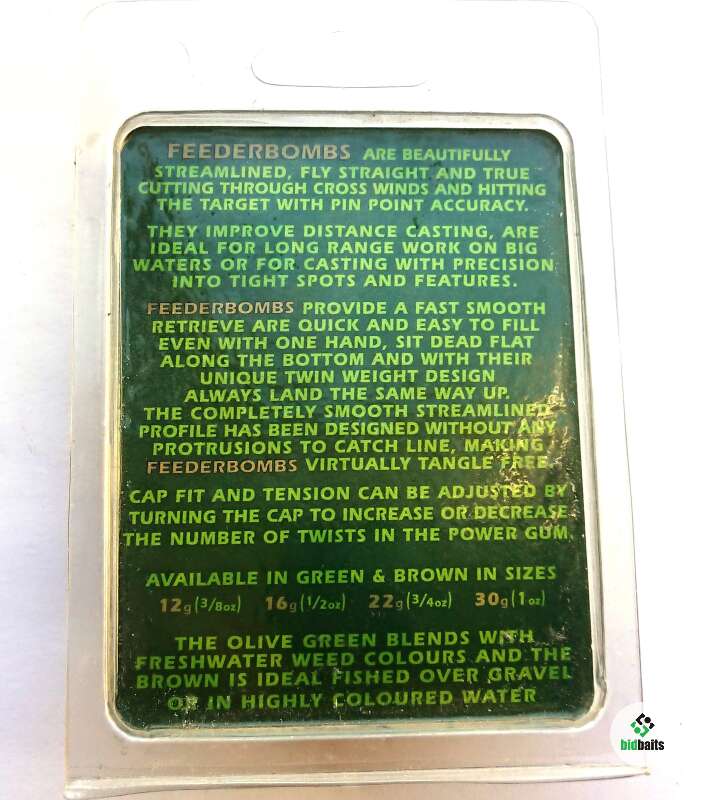 FEEDERBOMBS ARE BEAUTIFULLY
STREAMLINED, FLY STRAIGHT AND TRUE
CUTTING THROUGH CROSS WINDS AND HITTING
THE TARGET WITH PIN POINT ACCURACY.
THEY IMPROVE DISTANCE CASTING, ARE
IDEAL FOR LONG RANGE WORK ON BIG
WATERS OR FOR CASTING WITH PRECISION
INTO TIGHT SPOTS AND FEATURES.
FEEDERBOMBS PROVIDE A FAST SMOOTH
RETRIEVE ARE QUICK AND EASY TO FILL
EVEN WITH ONE HAND, SIT DEAD FLAT
ALONG THE BOTTOM AND WITH THEIR
UNIQUE TWIN WEIGHT DESIGN
ALWAYS LAND THE SAME WAY UP.
THE COMPLETELY SMOOTH STREAMLINED
PROFILE HAS BEEN DESIGNED WITHOUT ANY
PROTRUSIONS TO CATCH LINE, MAKING
FEEDERBOMBS VIRTUALLY TANGLE FREE.
CAP FIT AND TENSION CAN BE ADJUSTED BY
TURNING THE CAP TO INCREASE OR DECREASE
THE NUMBER OF TWISTS IN THE POWER GUM.
AVAILABLE IN GREEN & BROWN IN SIZES
12g (3/8oz) 16g (1/2oz) 22g (3/4oz) 30g (1oz)
THE OLIVE GREEN BLENDS WITH
FRESHWATER WEED COLOURS AND THE
BROWN IS IDEAL FISHED OVER GRAVEL
OR IN HIGHLY COLOURED WATER
bidbaits